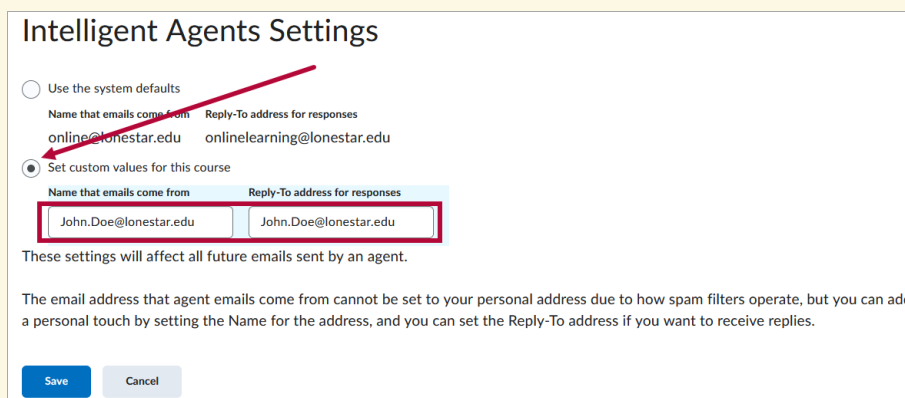 Intelligent Agents Settings
Use the system defaults
Name that emails come from Reply-To address for responses
online@lonestar.edu onlinelearning@lonestar.edu
Set custom values for this course
Name that emails come from Reply-To address for responses
John.Doe@lonestar.edu John.Doe@lonestar.edu
These settings will affect all future emails sent by an agent.
The email address that agent emails come from cannot be set to your personal address due to how spam filters operate, but you can
a personal touch by setting the Name for the address, and you can set the Reply-To address if you want to receive replies.
Save Cancel